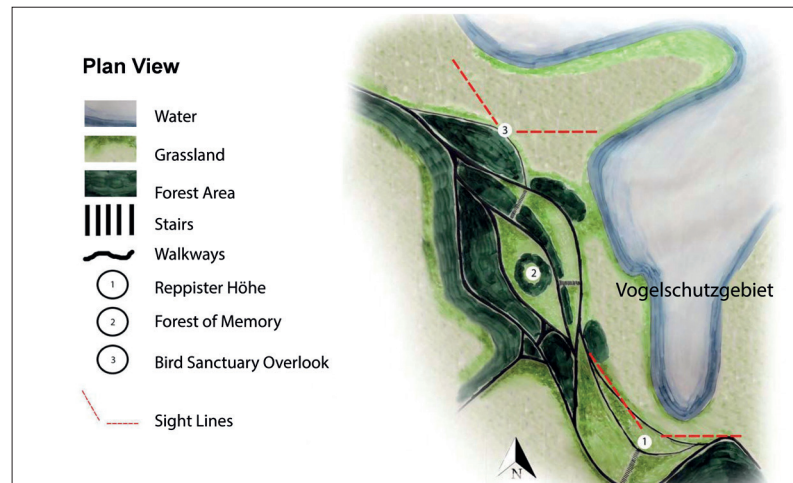 Plan View
Water
Grassland
Forest Area
Stairs
Walkways
1 Reppister Höhe
2 Forest of Memory
3 Bird Sanctuary Overlook
Sight Lines
3
2
Vogelschutzgebiet
1
N